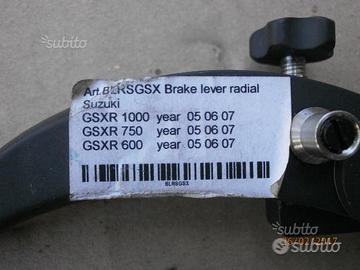 subito
subito
Art.BLRSGSX Brake lever radial
Suzuki
GSXR 1000 year 05 06 07
GSXR 750 year 05 06 07
GSXR 600 year 05 06 07
BLRSGSX
subito
subito